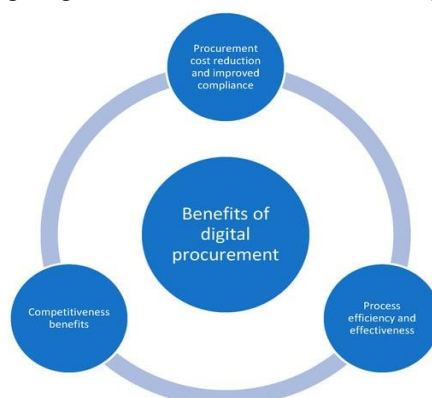 Procurement
cost reduction
and improved
compliance
Benefits of
digital
procurement
Competitiveness
benefits
Process
efficiency and
effectiveness